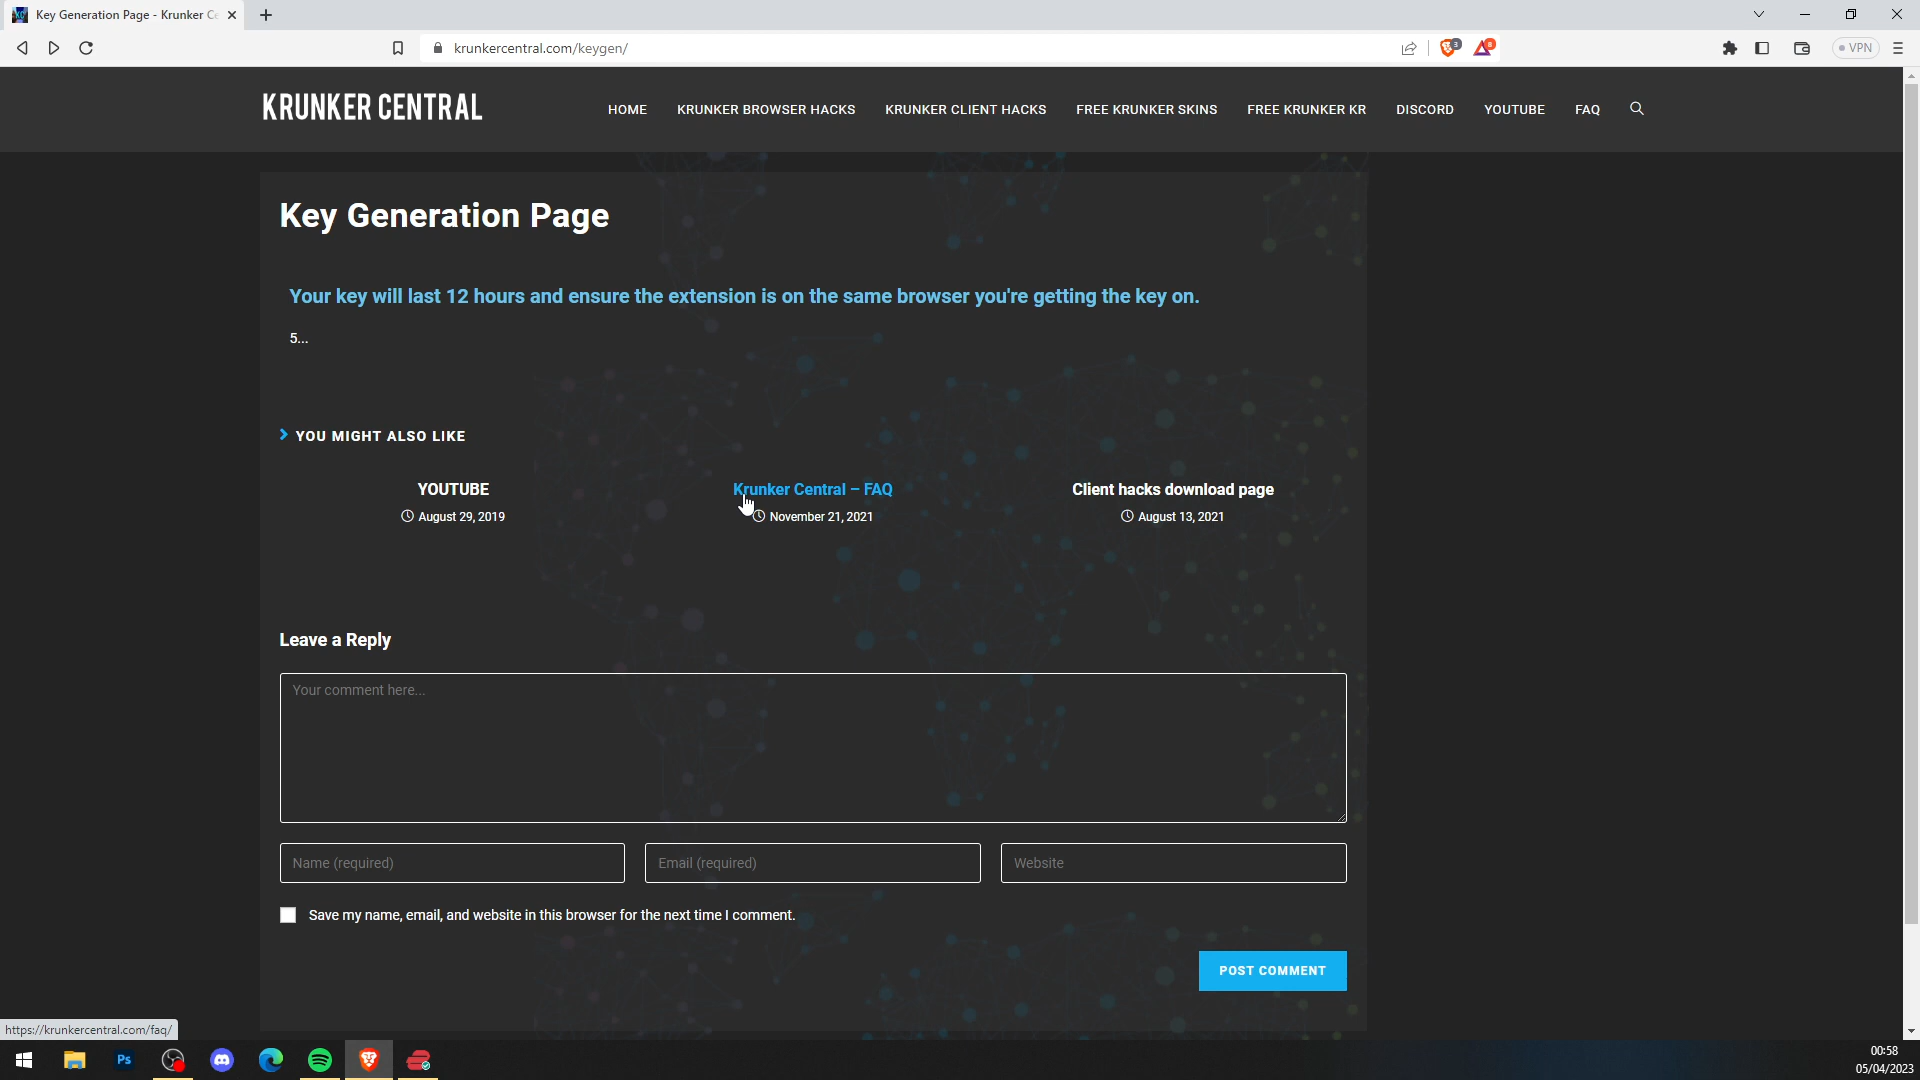 Key Generation Page - Krunker Ce
krunkercentral.com/keygen/
3
8
VPN
KRUNKER CENTRAL
HOME
KRUNKER BROWSER HACKS
KRUNKER CLIENT HACKS
FREE KRUNKER SKINS
FREE KRUNKER KR
DISCORD
YOUTUBE
FAQ
Key Generation Page
Your key will last 12 hours and ensure the extension is on the same browser you're getting the key on.
5...
YOU MIGHT ALSO LIKE
YOUTUBE
August 29, 2019
Krunker Central – FAQ
November 21, 2021
Client hacks download page
August 13, 2021
Leave a Reply
Your comment here...
Name (required)
Email (required)
Website
Save my name, email, and website in this browser for the next time I comment.
POST COMMENT
https://krunkercentral.com/faq/
Ps
00:58
05/04/2023